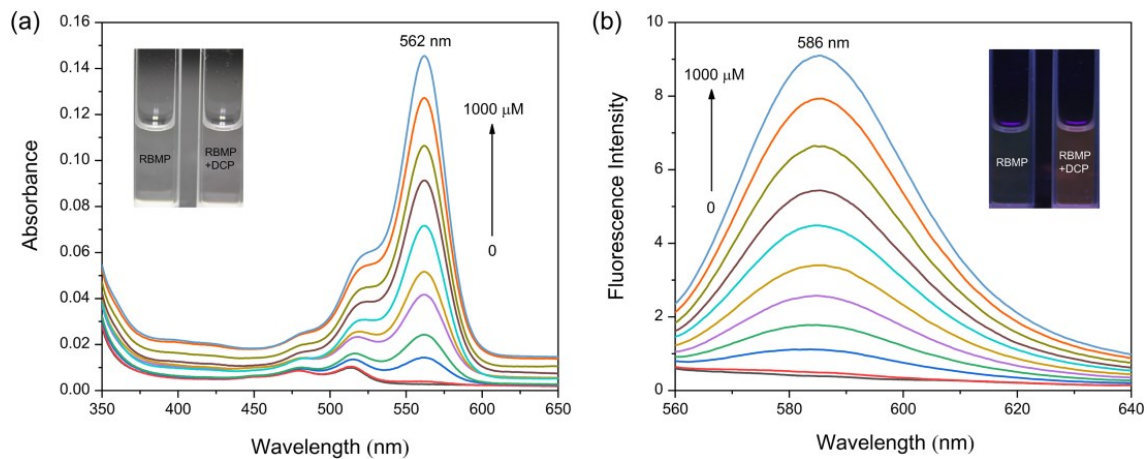 (a)
562 nm
1000 μM
0
RBMP
RBMP
+DCP
0.16
0.14
0.12
0.10
0.08
0.06
0.04
0.02
0.00
Absorbance
350 400 450 500 550 600 650
Wavelength (nm)
(b)
586 nm
1000 μM
0
RBMP
RBMP
+DCP
10
8
6
4
2
0
Fluorescence Intensity
560 580 600 620 640
Wavelength (nm)